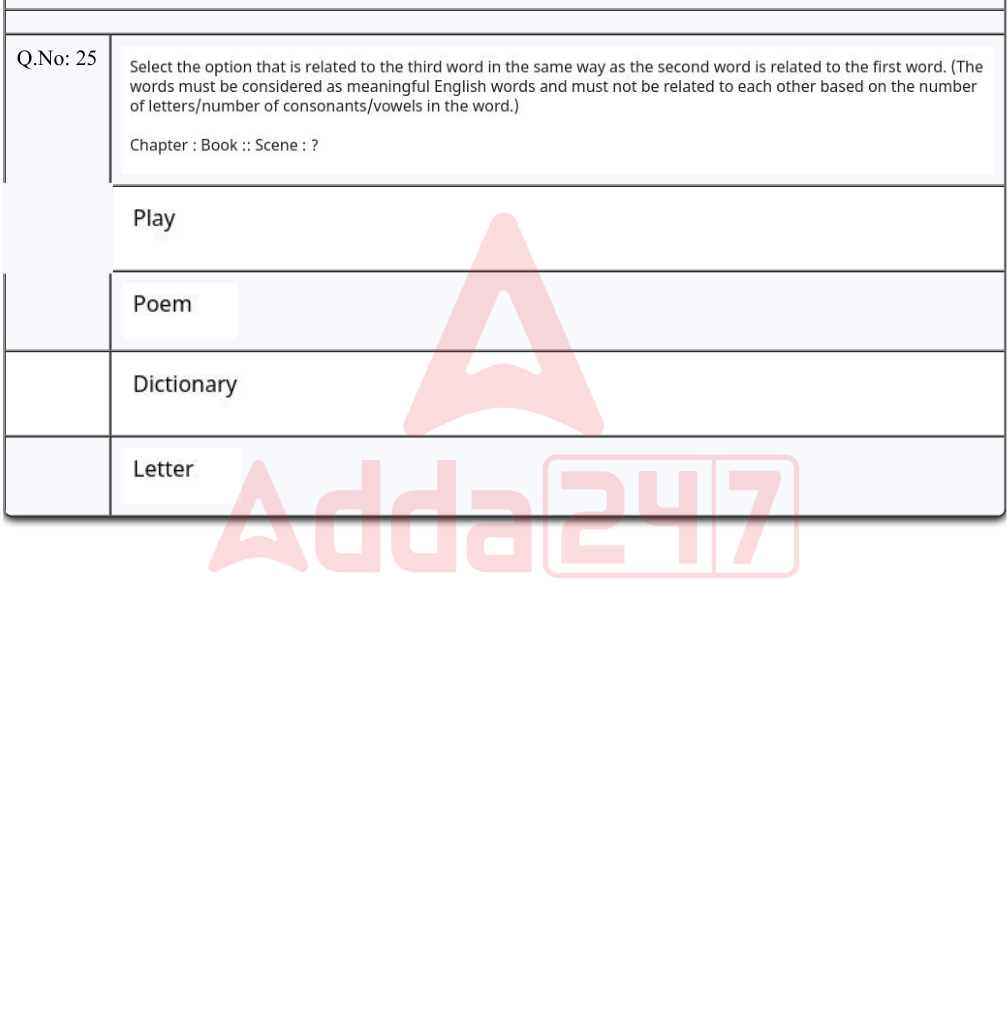 Q.No: 25
Select the option that is related to the third word in the same way as the second word is related to the first word. (The
words must be considered as meaningful English words and must not be related to each other based on the number
of letters/number of consonants/vowels in the word.)
Chapter : Book :: Scene : ?
Play
Poem
Dictionary
Letter
Adda247